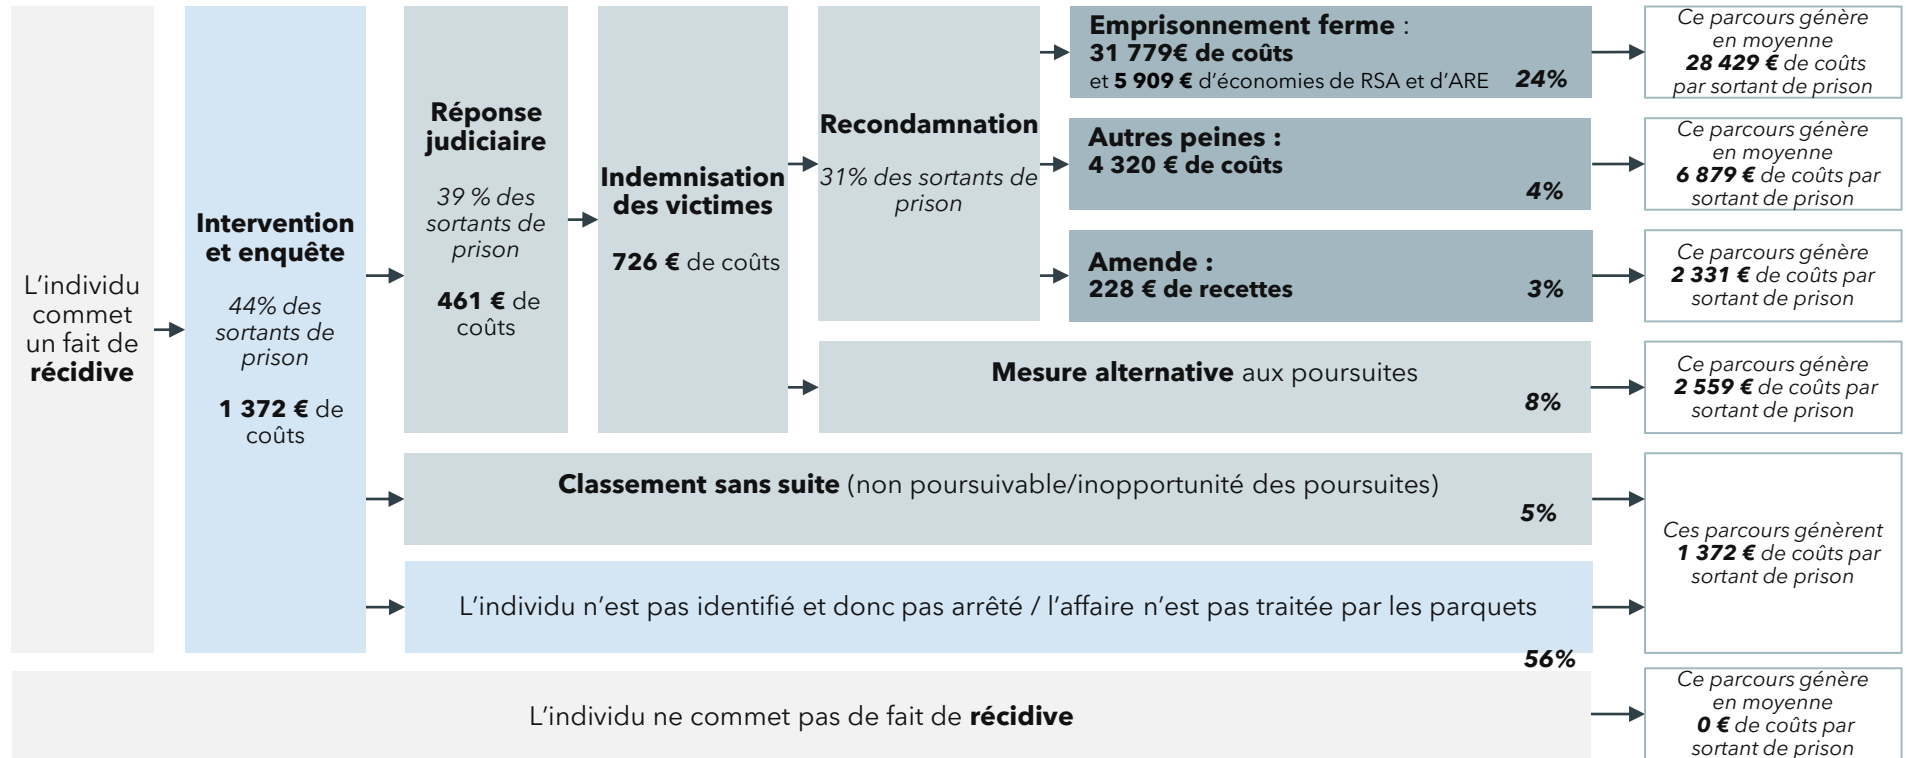 L'individu
commet
un fait de
récidive
Intervention
et enquête
44% des
sortants de
prison
1 372 € de
coûts
Réponse
judiciaire
39 % des
sortants de
prison
461 € de
coûts
Indemnisation
des victimes
726 € de coûts
Recondamnation
31% des sortants de
prison
Emprisonnement ferme :
31 779€ de coûts
et 5 909 € d'économies de RSA et d'ARE 24%
Ce parcours génère
en moyenne
28 429 € de coûts
par sortant de prison
Autres peines :
4 320 € de coûts
4%
Ce parcours génère
en moyenne
6 879 € de coûts par
sortant de prison
Amende :
228 € de recettes 3%
Ce parcours génère
2 331 € de coûts par
sortant de prison
Mesure alternative aux poursuites
8%
Ce parcours génère
2 559 € de coûts par
sortant de prison
Classement sans suite (non poursuivable/inopportunité des poursuites)
5%
L'individu n'est pas identifié et donc pas arrêté / l'affaire n'est pas traitée par les parquets
Ces parcours génèrent
1 372 € de coûts par
sortant de prison
56%
L'individu ne commet pas de fait de récidive
Ce parcours génère
en moyenne
0 € de coûts par
sortant de prison